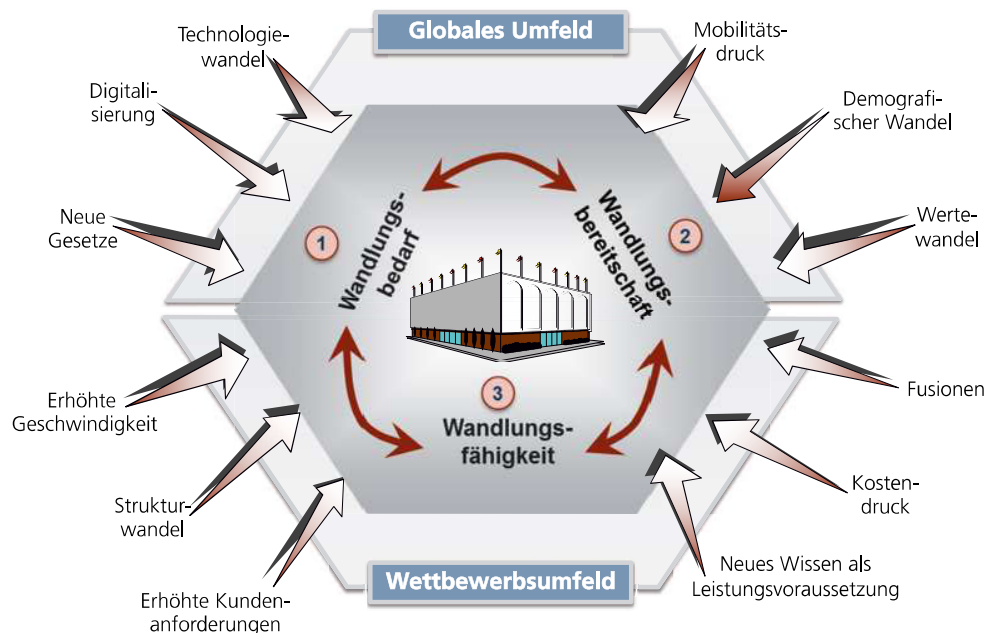 Globales Umfeld
Technologie-
wandel
Mobilitäts-
druck
Digitali-
sierung
Demografi-
scher Wandel
Neue
Gesetze
Werte-
wandel
1
Wandlungs-
bedarf
2
Wandlungs-
bereitschaft
3
Wandlungs-
fähigkeit
Erhöhte
Geschwindigkeit
Fusionen
Struktur-
wandel
Kosten-
druck
Erhöhte Kunden-
anforderungen
Neues Wissen als
Leistungsvoraussetzung
Wettbewerbsumfeld